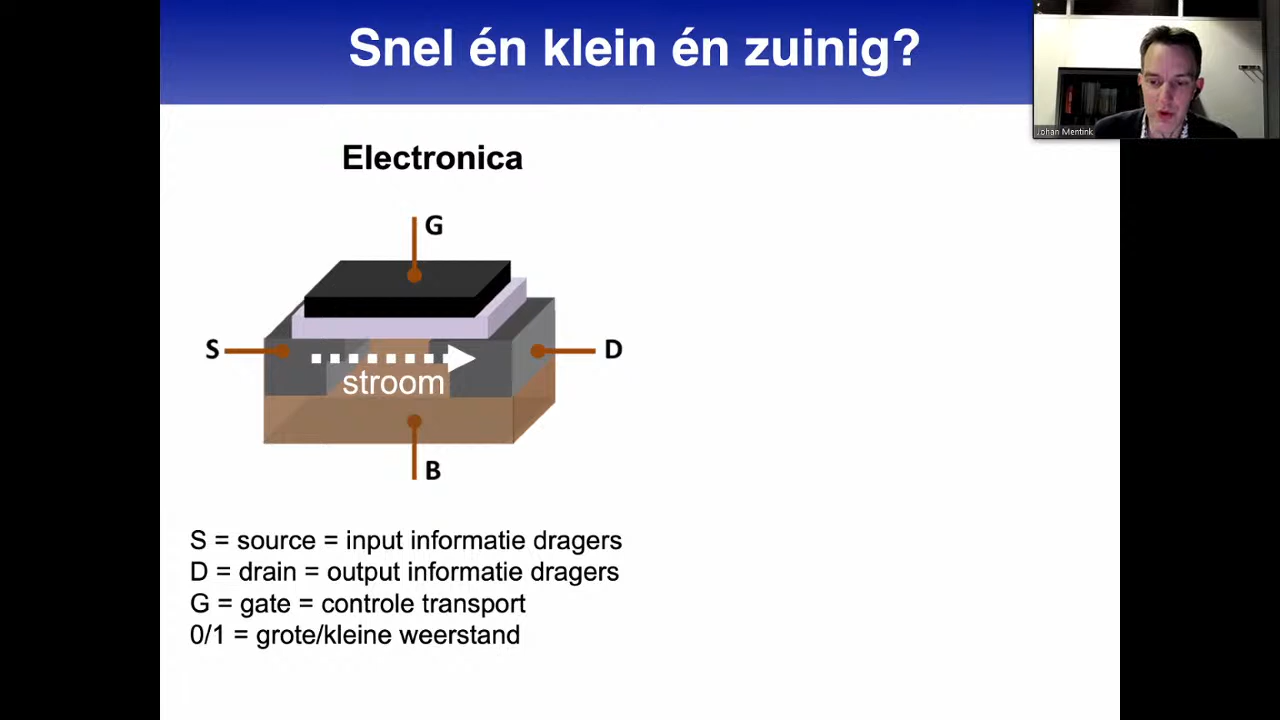 Snel én klein én zuinig?
Johan Mentink
Electronica
G
S
D
stroom
B
S = source = input informatie dragers
D = drain = output informatie dragers
G = gate = controle transport
0/1 = grote/kleine weerstand